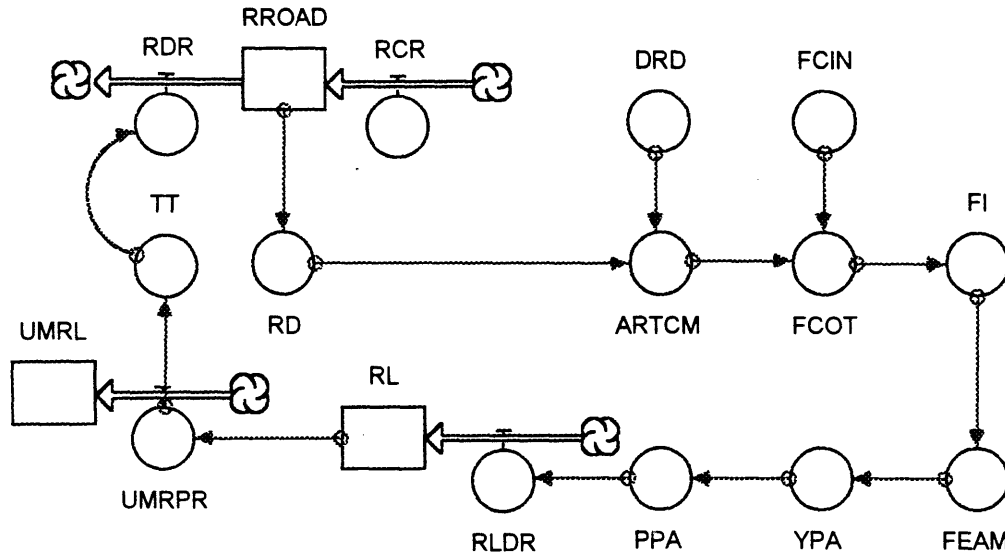 RROAD
RDR
RCR
DRD
FCIN
TT
FI
RD
ARTCM
FCOT
UMRL
RL
UMRPR
RLDR
PPA
YPA
FEAM